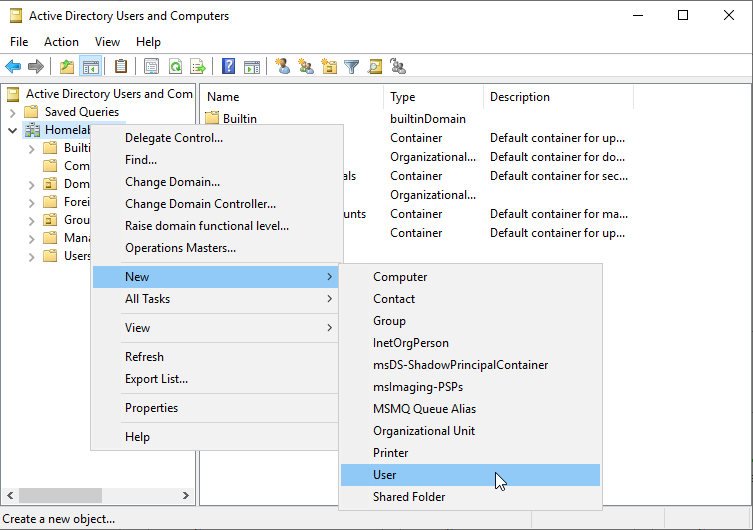 Active Directory Users and Computers
File Action View Help
Active Directory Users and Com
Saved Queries
Homelab
Builti
Com
Dom
Forei
Grou
Mana
Users
Name Type Description
Builtin builtinDomain
Container Default container for up...
Organizational... Default container for do...
als Container Default container for sec...
Organizational...
unts Container Default container for ma...
Container Default container for up...
Delegate Control...
Find...
Change Domain...
Change Domain Controller...
Raise domain functional level...
Operations Masters...
New
All Tasks
View
Refresh
Export List...
Properties
Help
Computer
Contact
Group
InetOrgPerson
msDS-ShadowPrincipalContainer
msImaging-PSPs
MSMQ Queue Alias
Organizational Unit
Printer
User
Shared Folder
Create a new object...